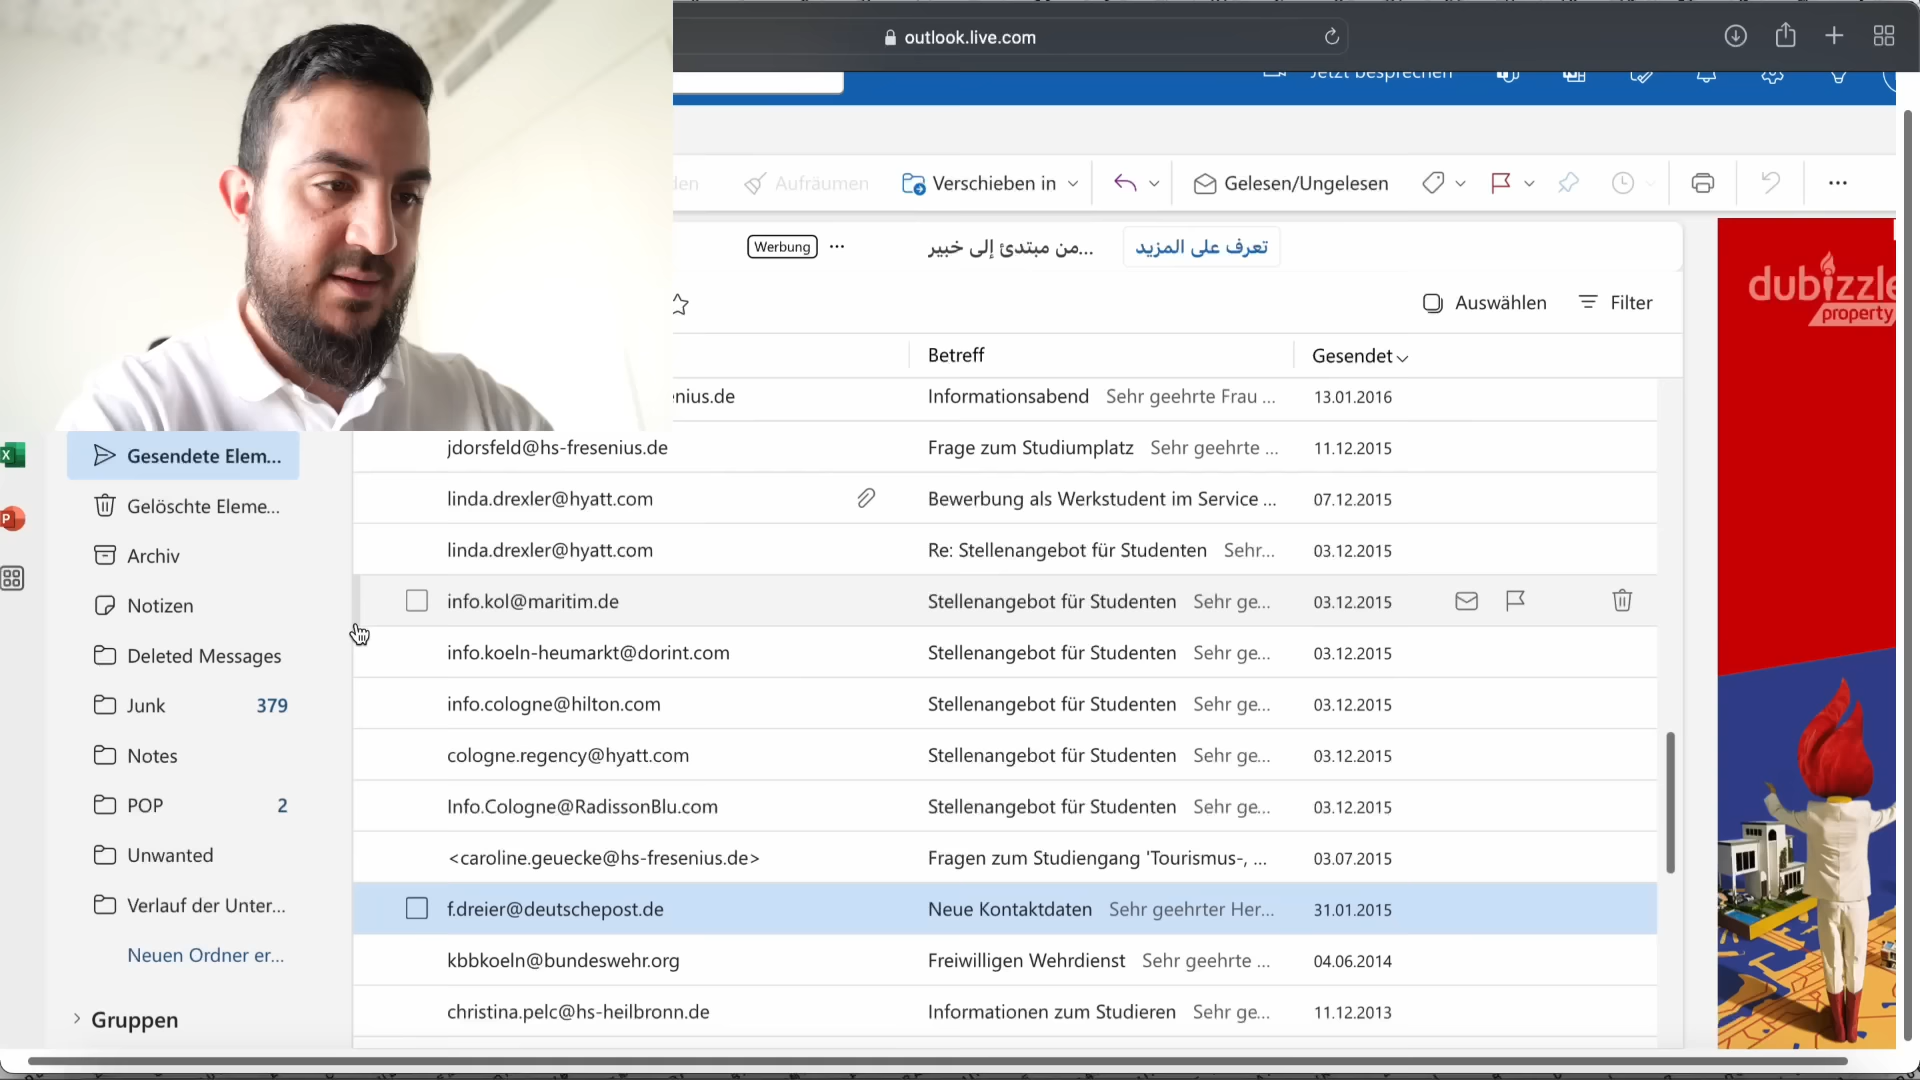 outlook.live.com
Jetzt besprechen
Aufräumen
Verschieben in
Gelesen/Ungelesen
Werbung
من مبتدئ إلى خبير...
تعرف على المزيد
Auswählen
Filter
Betreff
Gesendet
nius.de Informationsabend Sehr geehrte Frau ... 13.01.2016
jdorsfeld@hs-fresenius.de Frage zum Studiumplatz Sehr geehrte ... 11.12.2015
linda.drexler@hyatt.com Bewerbung als Werkstudent im Service ... 07.12.2015
linda.drexler@hyatt.com Re: Stellenangebot für Studenten Sehr... 03.12.2015
info.kol@maritim.de Stellenangebot für Studenten Sehr ge... 03.12.2015
info.koeln-heumarkt@dorint.com Stellenangebot für Studenten Sehr ge... 03.12.2015
info.cologne@hilton.com Stellenangebot für Studenten Sehr ge... 03.12.2015
cologne.regency@hyatt.com Stellenangebot für Studenten Sehr ge... 03.12.2015
Info.Cologne@RadissonBlu.com Stellenangebot für Studenten Sehr ge... 03.12.2015
<caroline.geuecke@hs-fresenius.de> Fragen zum Studiengang 'Tourismus-, ... 03.07.2015
f.dreier@deutschepost.de Neue Kontaktdaten Sehr geehrter Her... 31.01.2015
kbbkoeln@bundeswehr.org Freiwilligen Wehrdienst Sehr geehrte ... 04.06.2014
christina.pelc@hs-heilbronn.de Informationen zum Studieren Sehr ge... 11.12.2013
Gesendete Elem...
Gelöschte Eleme...
Archiv
Notizen
Deleted Messages
Junk 379
Notes
POP 2
Unwanted
Verlauf der Unter...
Neuen Ordner er...
Gruppen
dubizzle
property
X
P